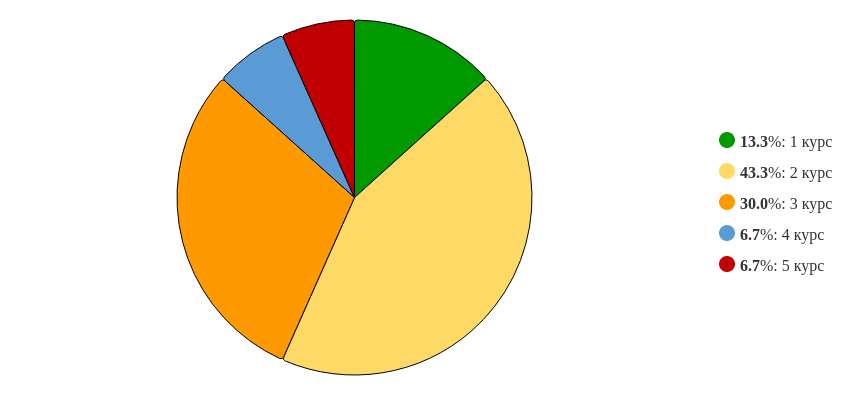 13.3%: 1 курс
43.3%: 2 курс
30.0%: 3 курс
6.7%: 4 курс
6.7%: 5 курс